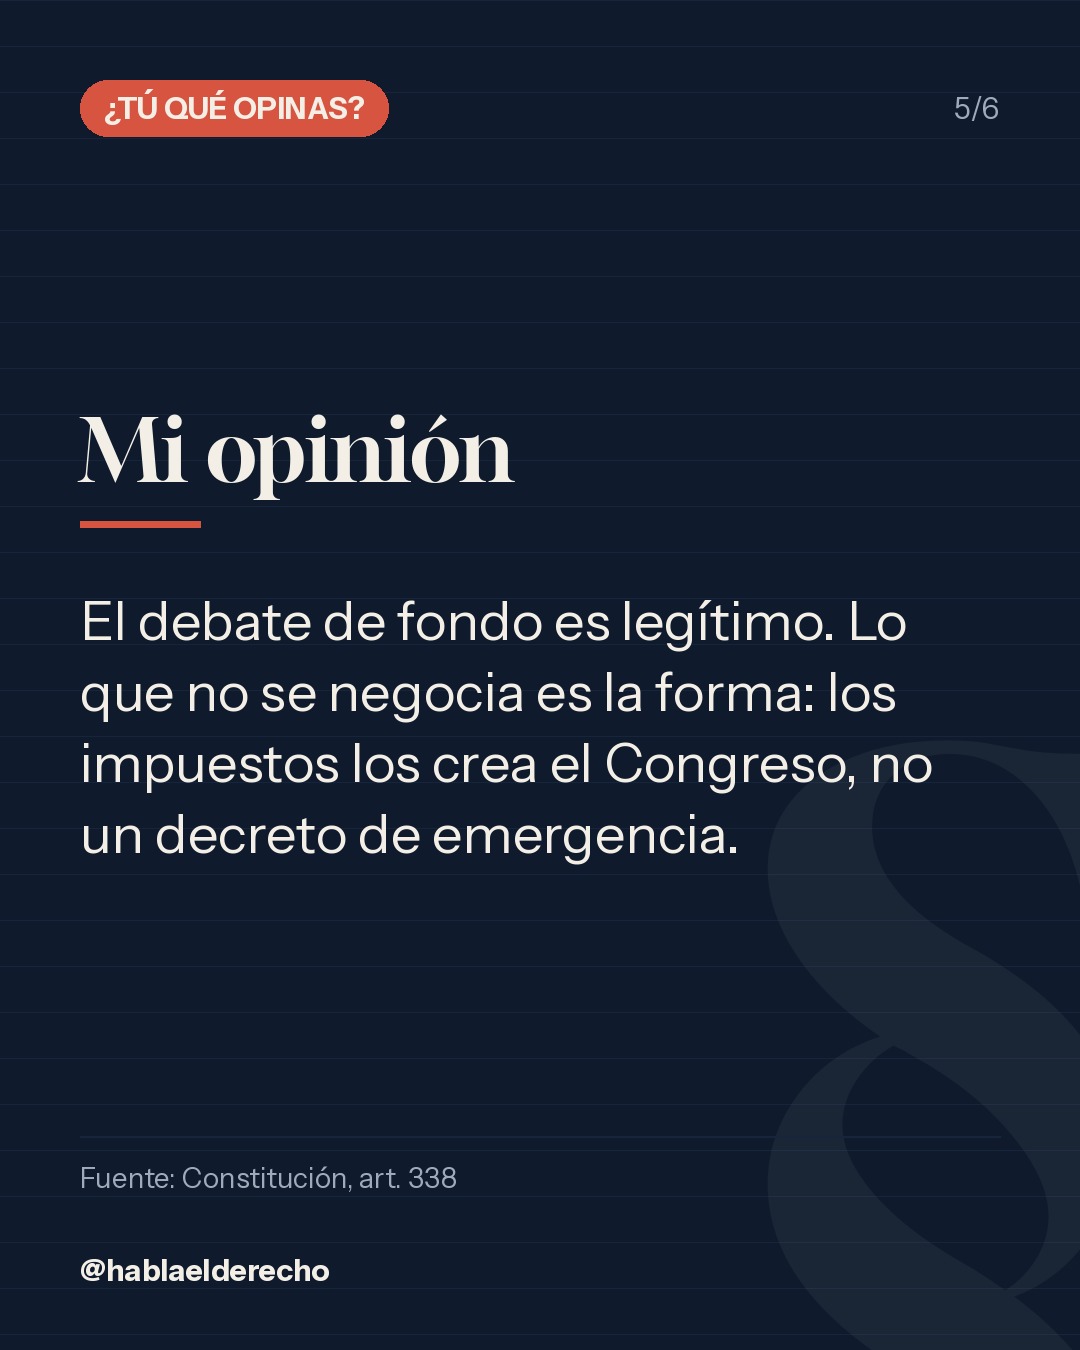 ¿TÚ QUÉ OPINAS?
5/6
Mi opinión
El debate de fondo es legítimo. Lo
que no se negocia es la forma: los
impuestos los crea el Congreso, no
un decreto de emergencia.
Fuente: Constitución, art. 338
@hablaelderecho